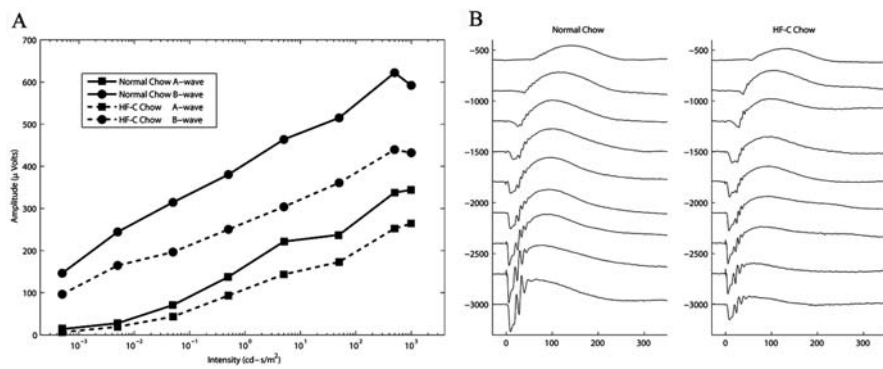 A
Amplitude (μ Volts)
700
600
500
400
300
200
100
0
Normal Chow A-wave
Normal Chow B-wave
HF-C Chow A-wave
HF-C Chow B-wave
10⁻³ 10⁻² 10⁻¹ 10⁰ 10¹ 10² 10³
Intensity (cd-s/m²)
B
Normal Chow
-500
-1000
-1500
-2000
-2500
-3000
0 100 200 300
HF-C Chow
-500
-1000
-1500
-2000
-2500
-3000
0 100 200 300